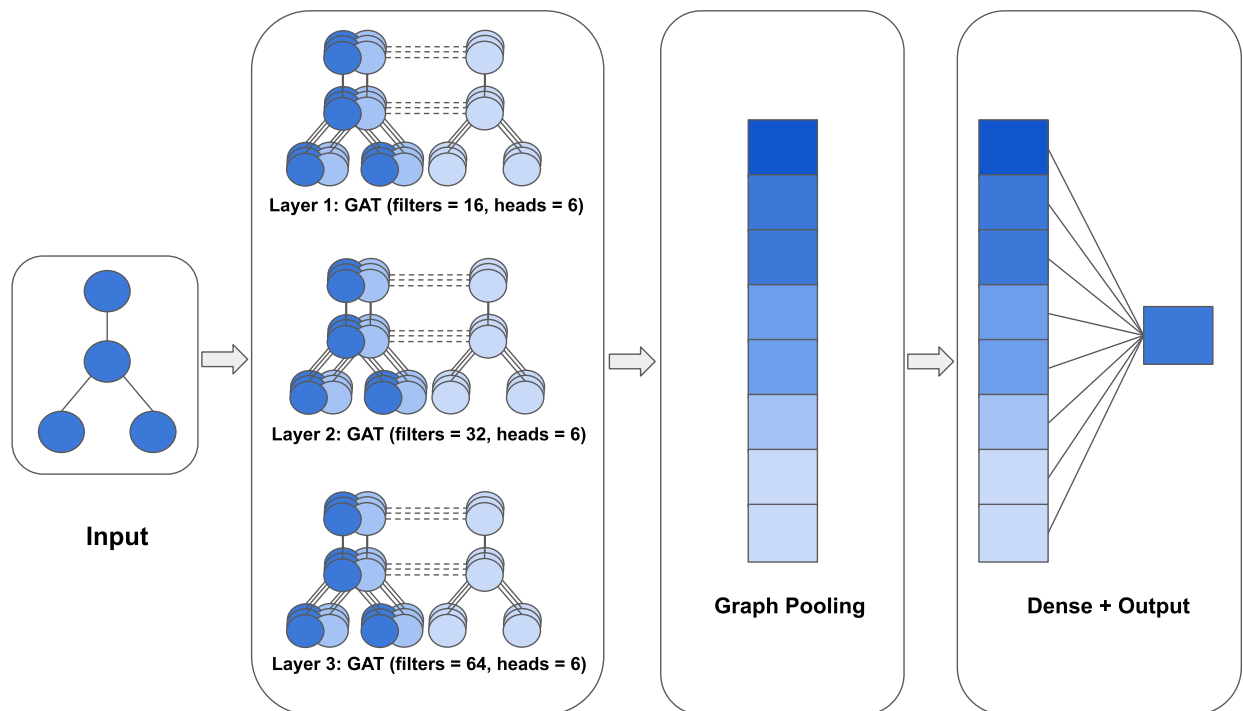 Input
Layer 1: GAT (filters = 16, heads = 6)
Layer 2: GAT (filters = 32, heads = 6)
Layer 3: GAT (filters = 64, heads = 6)
Graph Pooling
Dense + Output